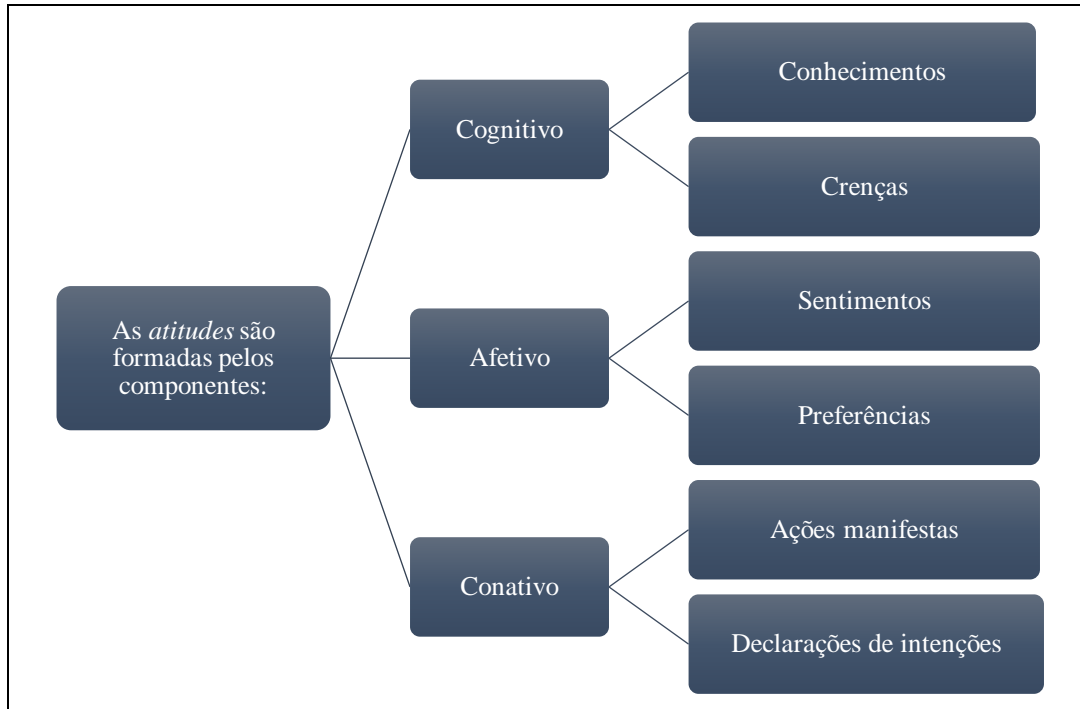 As atitudes são
formadas pelos
componentes:
Cognitivo
Conhecimentos
Crenças
Afetivo
Sentimentos
Preferências
Conativo
Ações manifestas
Declarações de intenções